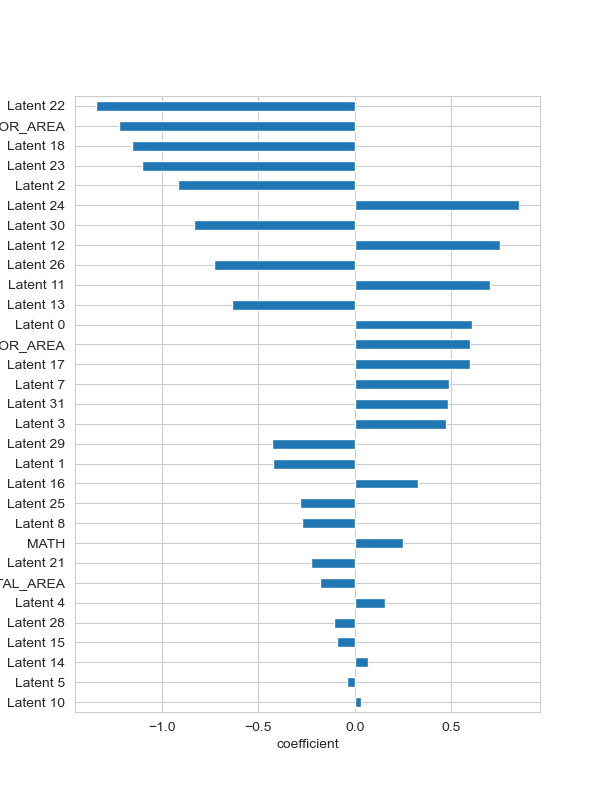 Latent 22
OR_AREA
Latent 18
Latent 23
Latent 2
Latent 24
Latent 30
Latent 12
Latent 26
Latent 11
Latent 13
Latent 0
OR_AREA
Latent 17
Latent 7
Latent 31
Latent 3
Latent 29
Latent 1
Latent 16
Latent 25
Latent 8
MATH
Latent 21
TAL_AREA
Latent 4
Latent 28
Latent 15
Latent 14
Latent 5
Latent 10
−1.0 −0.5 0.0 0.5
coefficient